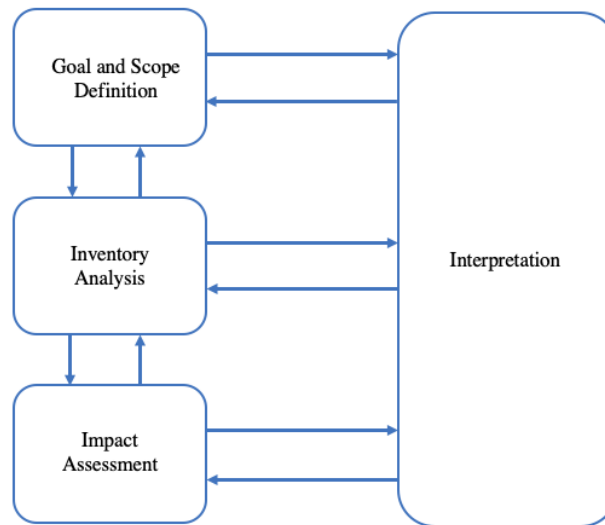 Goal and Scope
Definition
Inventory
Analysis
Interpretation
Impact
Assessment